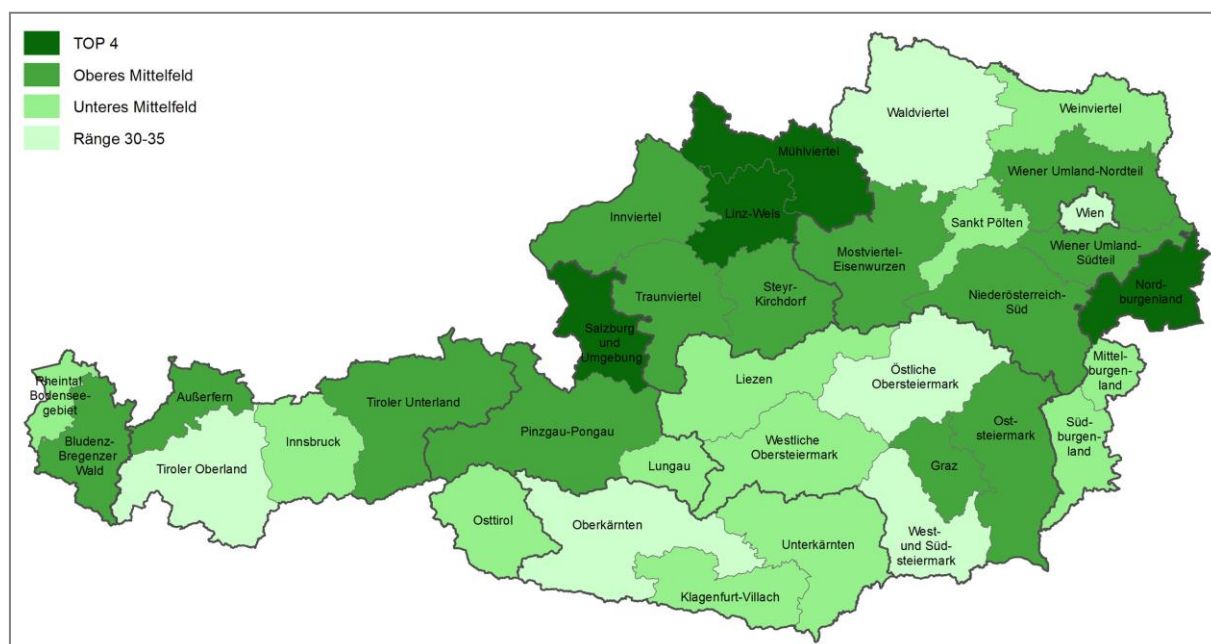 TOP 4
Oberes Mittelfeld
Unteres Mittelfeld
Ränge 30-35
Waldviertel
Weinviertel
Mühlviertel
Wiener Umland-Nordteil
Innviertel
Linz-Wels
Sankt Pölten
Wien
Mostviertel-
Eisenwurzen
Wiener Umland-
Südteil
Traunviertel
Steyr-
Kirchdorf
Niederösterreich-
Süd
Nord-
burgenland
Salzburg
und
Umgebung
Mittel-
burgen-
land
Rheintal
Bodensee-
gebiet
Außerfern
Tiroler Unterland
Liezen
Östliche
Obersteiermark
Bludenz-
Bregenzer
Wald
Innsbruck
Pinzgau-Pongau
Ost-
steiermark
Süd-
burgen-
land
Tiroler Oberland
Lungau
Westliche
Obersteiermark
Graz
Osttirol
Oberkärnten
Unterkärnten
West-
und Süd-
steiermark
Klagenfurt-Villach